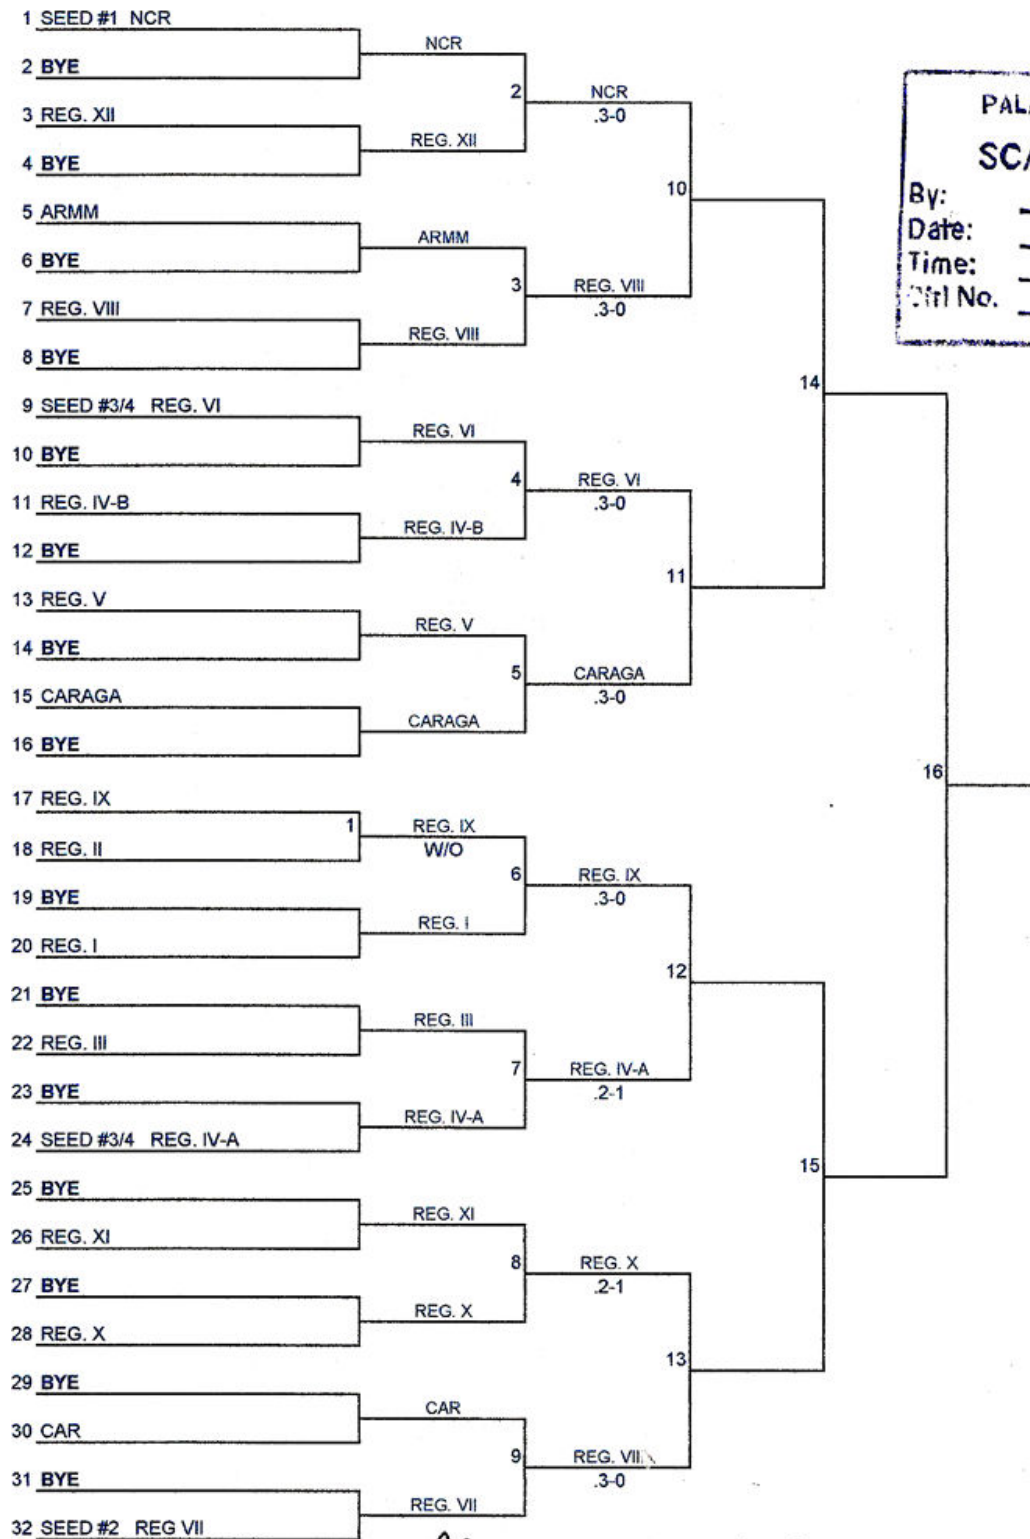 1 SEED #1 NCR
NCR
2 BYE
2
NCR
.3-0
3 REG. XII
REG. XII
4 BYE
10
5 ARMM
ARMM
6 BYE
3
REG. VIII
.3-0
7 REG. VIII
REG. VIII
8 BYE
14
9 SEED #3/4 REG. VI
REG. VI
10 BYE
4
REG. VI
.3-0
11 REG. IV-B
REG. IV-B
12 BYE
11
13 REG. V
REG. V
14 BYE
5
CARAGA
.3-0
15 CARAGA
CARAGA
16 BYE
16
17 REG. IX
1
REG. IX
W/O
18 REG. II
6
REG. IX
.3-0
19 BYE
REG. I
20 REG. I
12
21 BYE
REG. III
22 REG. III
7
REG. IV-A
.2-1
23 BYE
REG. IV-A
24 SEED #3/4 REG. IV-A
15
25 BYE
REG. XI
26 REG. XI
8
REG. X
.2-1
27 BYE
REG. X
28 REG. X
13
29 BYE
CAR
30 CAR
9
REG. VII
.3-0
31 BYE
REG. VII
32 SEED #2 REG VII
By:
Date:
Time:
No.